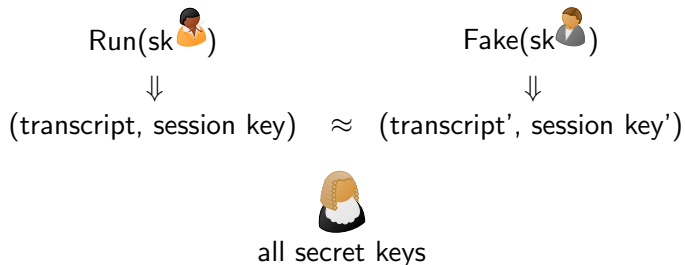 Run(sk ) Fake(sk )
⇓ ⇓
(transcript, session key) ≈ (transcript', session key')
all secret keys